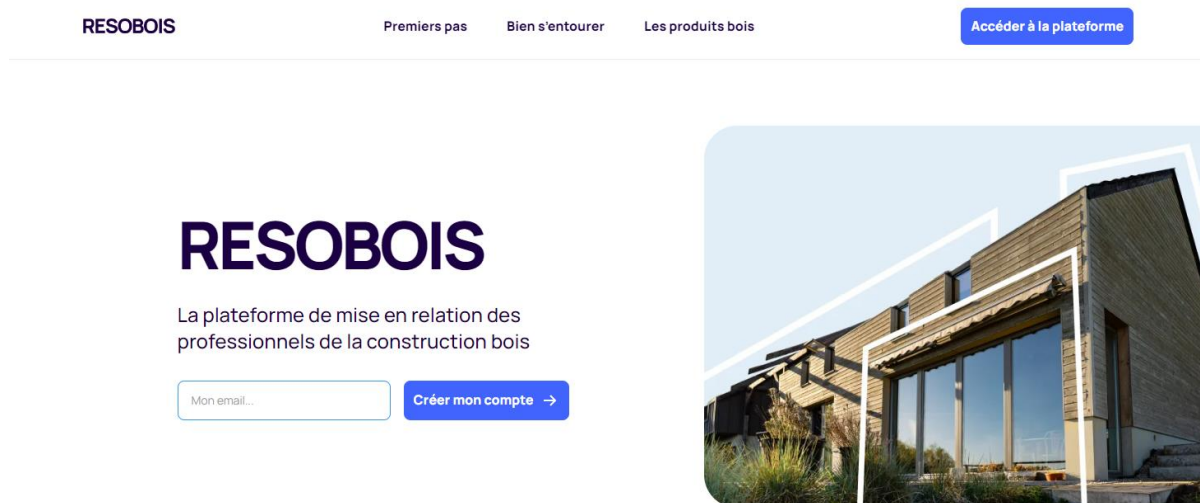 RESOBOIS
Premiers pas
Bien s’entourer
Les produits bois
Accéder à la plateforme
RESOBOIS
La plateforme de mise en relation des
professionnels de la construction bois
Mon email...
Créer mon compte →